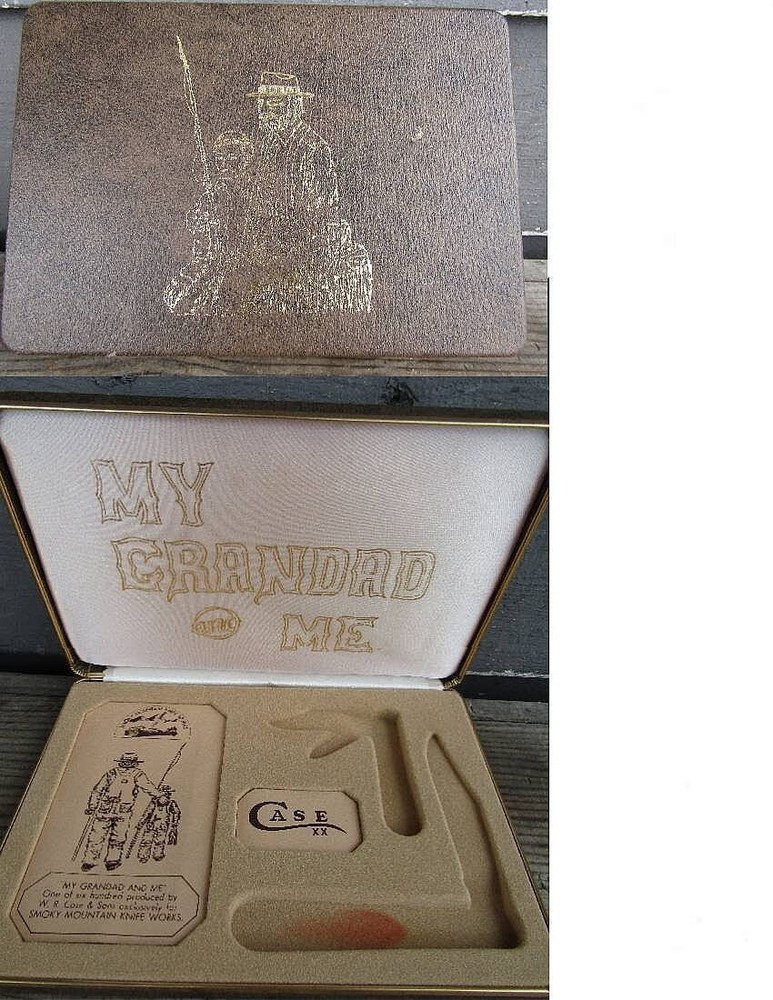 MY
GRANDAD
AND ME
CASE
XX
MY GRANDAD AND ME"
One of six hundred produced by
W. R. Case & Sons exclusively for
SMOKY MOUNTAIN KNIFE WORKS.